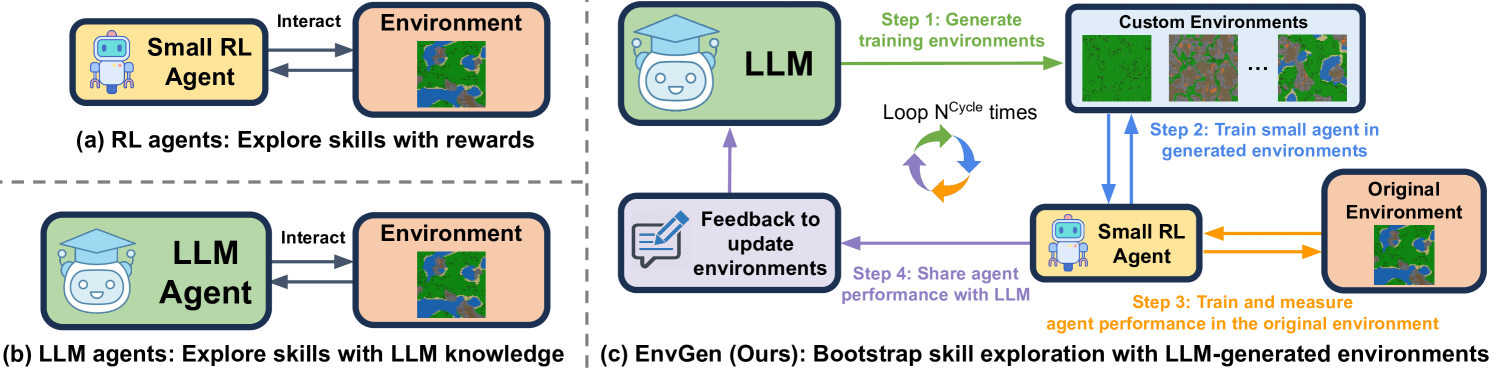 Small RL
Agent
Interact
Environment
(a) RL agents: Explore skills with rewards
LLM
Agent
Interact
Environment
(b) LLM agents: Explore skills with LLM knowledge
LLM
Step 1: Generate
training environments
Custom Environments
...
Loop N^Cycle times
Step 2: Train small agent in
generated environments
Feedback to
update
environments
Step 4: Share agent
performance with LLM
Small RL
Agent
Original
Environment
Step 3: Train and measure
agent performance in the original environment
(c) EnvGen (Ours): Bootstrap skill exploration with LLM-generated environments